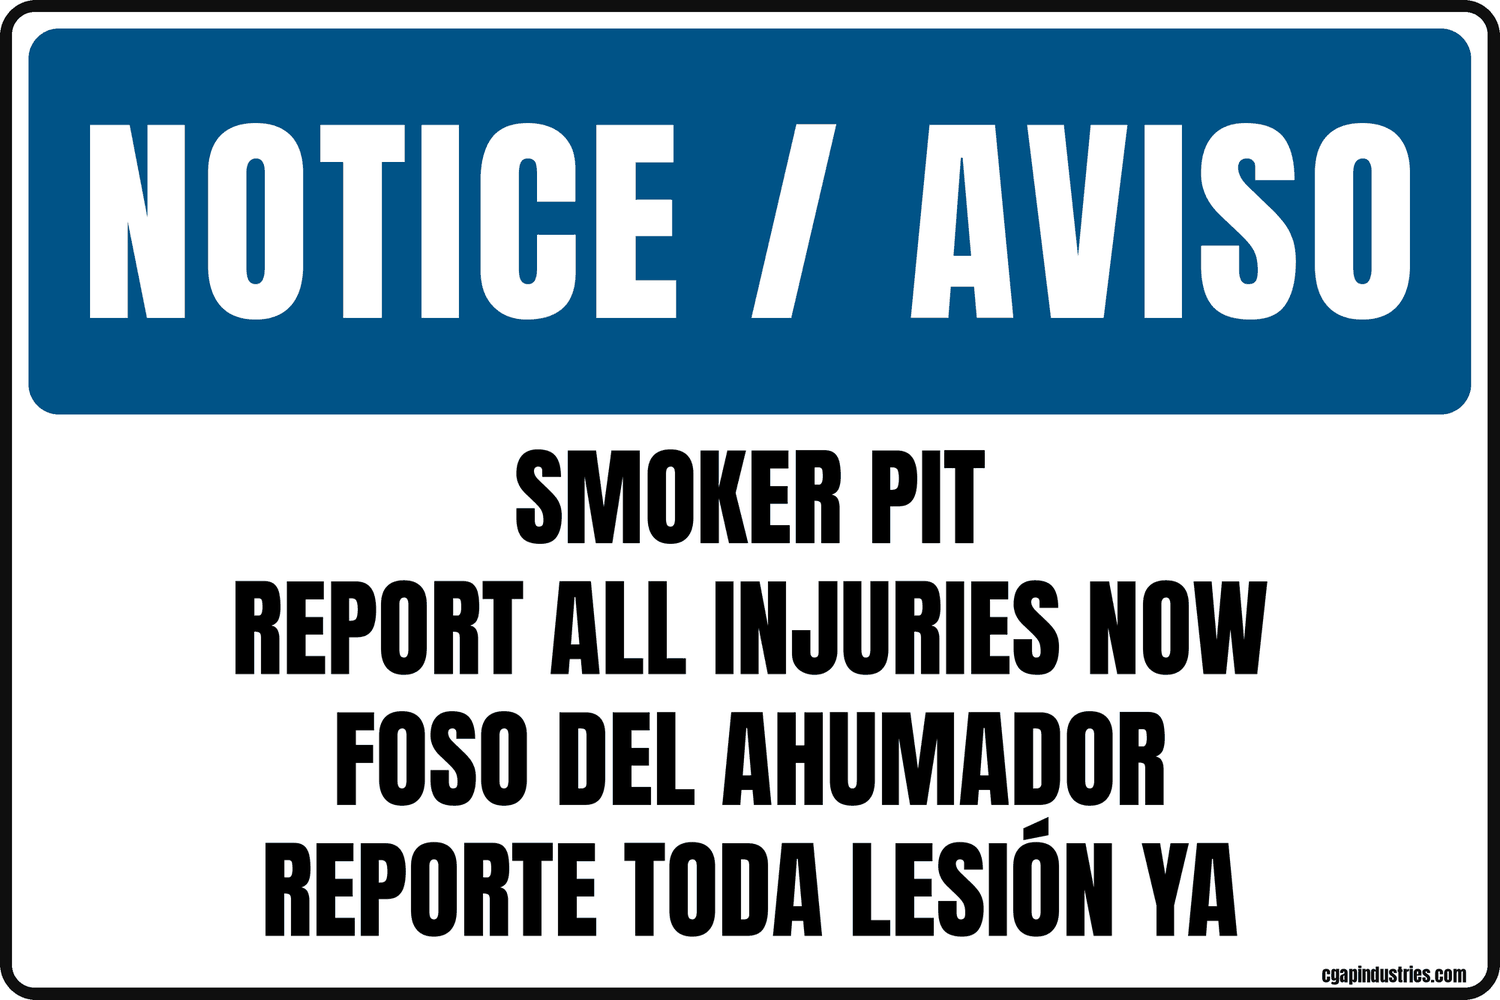 NOTICE / AVISO
SMOKER PIT
REPORT ALL INJURIES NOW
FOSO DEL AHUMADOR
REPORTE TODA LESIÓN YA
cgapindustries.com